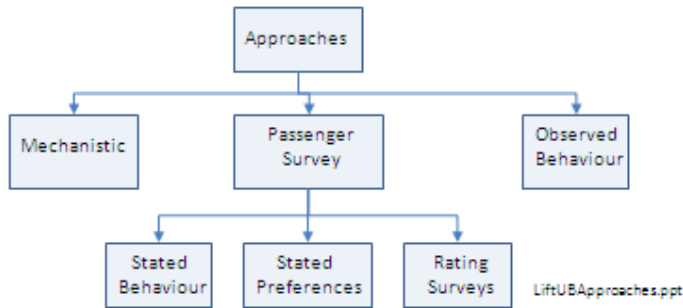 Approaches
Mechanistic
Passenger
Survey
Observed
Behaviour
Stated
Behaviour
Stated
Preferences
Rating
Surveys
LiftUBApproaches.ppt